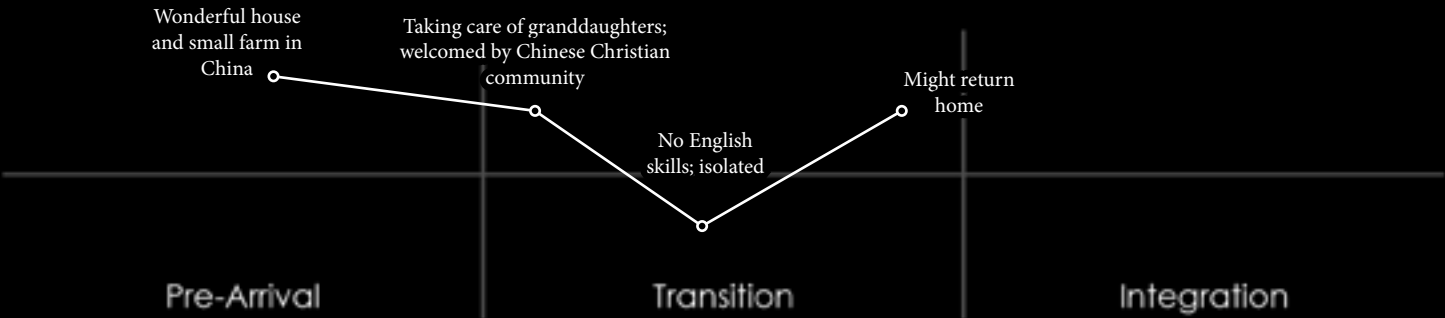 Wonderful house
and small farm in
China
Taking care of granddaughters;
welcomed by Chinese Christian
community
No English
skills; isolated
Might return
home
Pre-Arrival
Transition
Integration